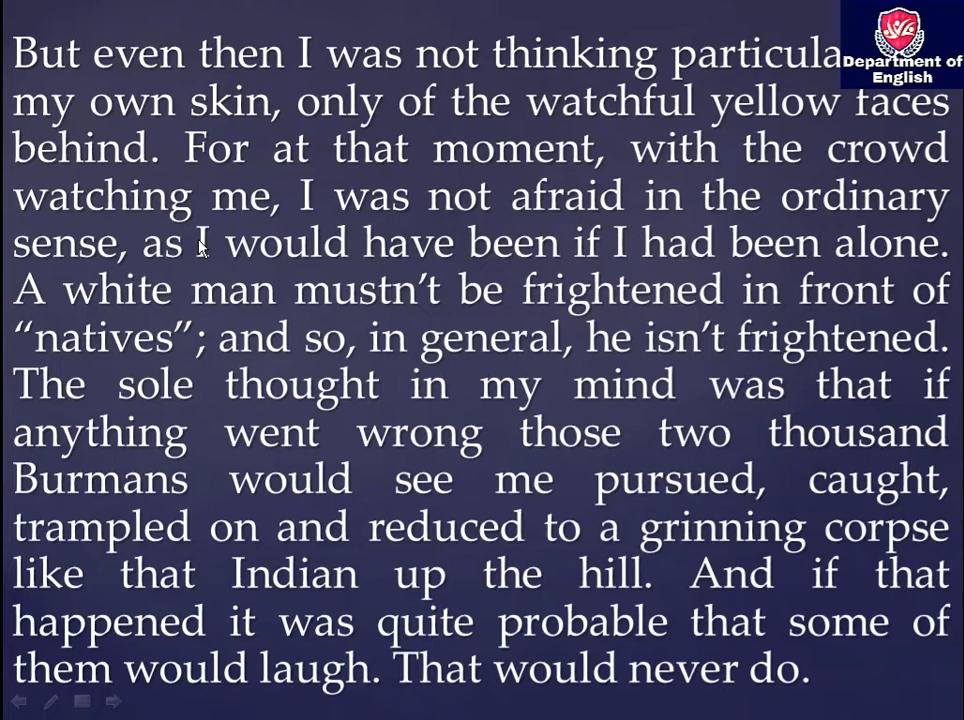 But even then I was not thinking particula
my own skin, only of the watchful yellow faces
behind. For at that moment, with the crowd
watching me, I was not afraid in the ordinary
sense, as I would have been if I had been alone.
A white man mustn’t be frightened in front of
“natives”; and so, in general, he isn’t frightened.
The sole thought in my mind was that if
anything went wrong those two thousand
Burmans would see me pursued, caught,
trampled on and reduced to a grinning corpse
like that Indian up the hill. And if that
happened it was quite probable that some of
them would laugh. That would never do.
Department of
English